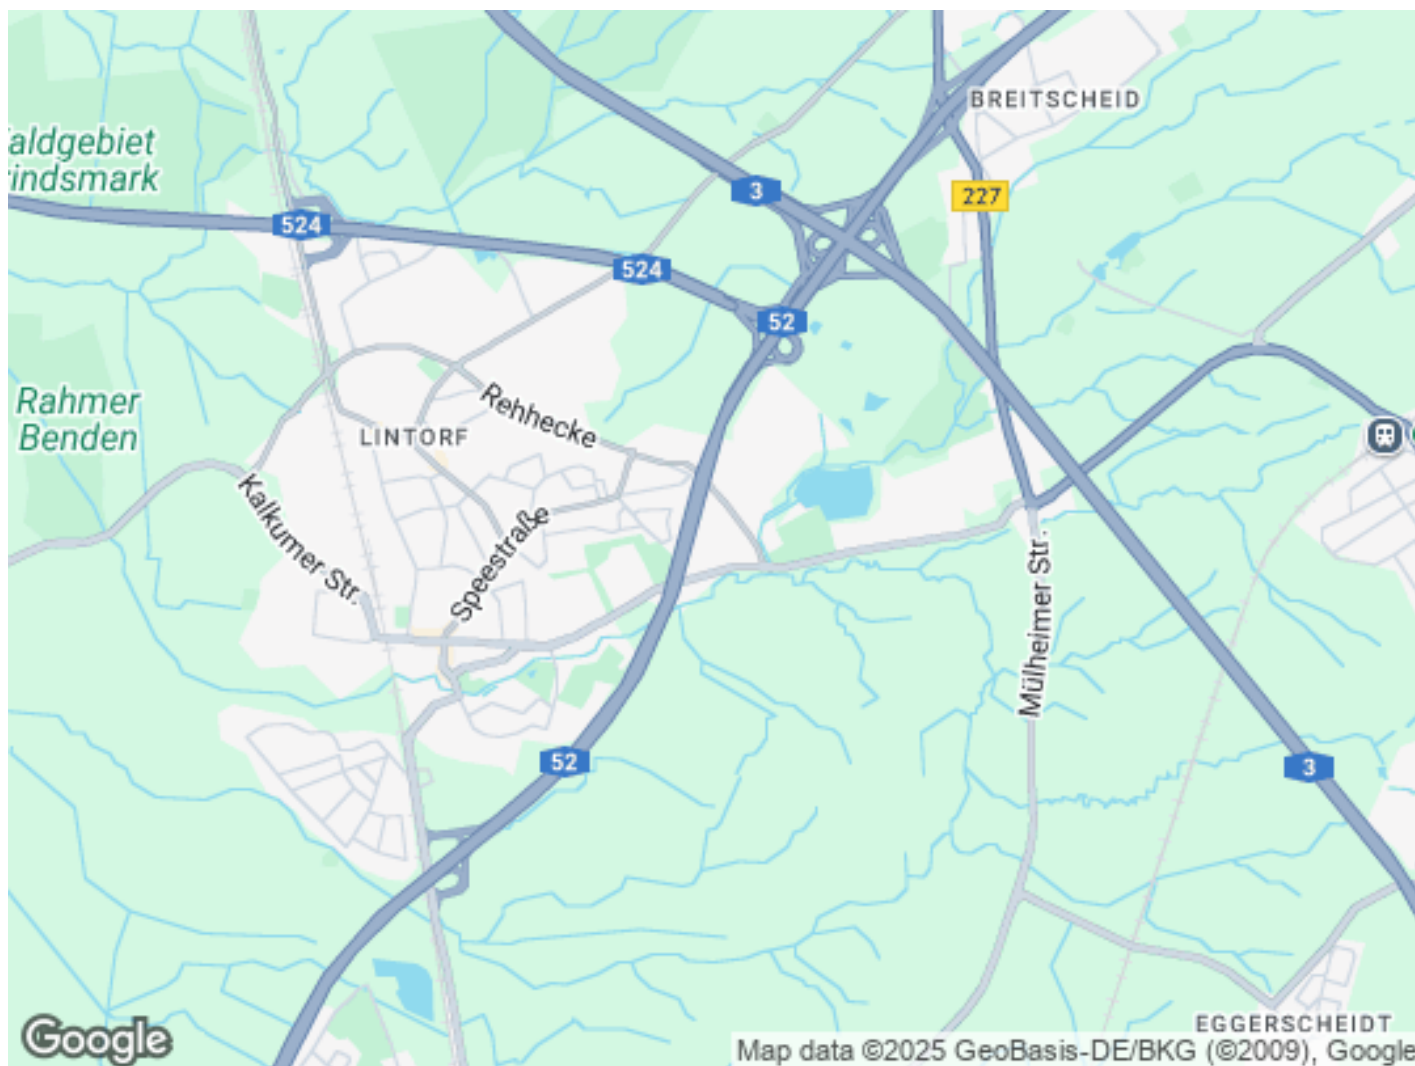 BREITSCHEID
aldgebiet
indsmark
3
227
524
524
52
Rahmer
Benden
Rehhecke
LINTORF
Kalkumer Str.
Speestraße
Mülheimer Str.
52
3
EGGERSCHEIDT
Google
Map data ©2025 GeoBasis-DE/BKG (©2009), Google